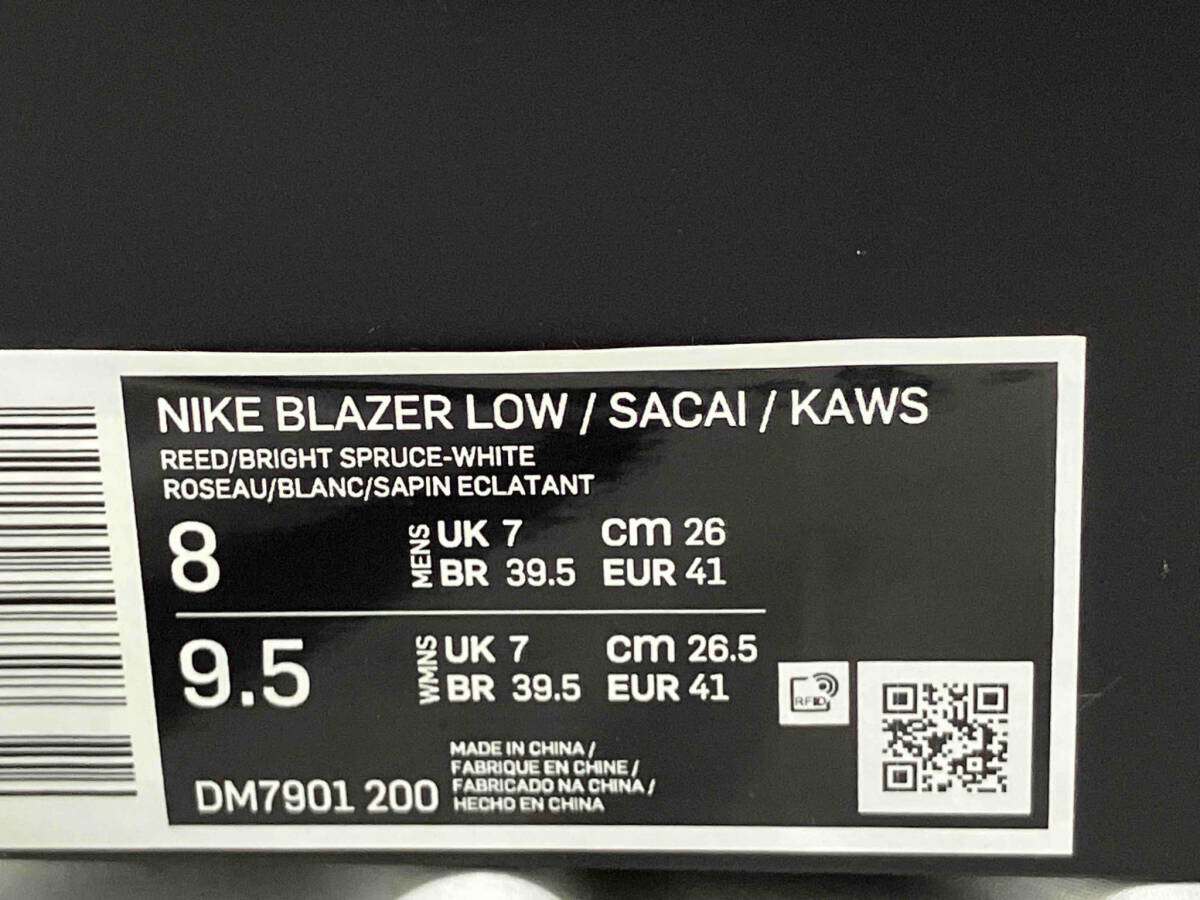 NIKE BLAZER LOW / SACAI / KAWS
REED/BRIGHT SPRUCE-WHITE
ROSEAU/BLANC/SAPIN ECLATANT
8 MENS UK 7 cm 26
BR 39.5 EUR 41
9.5 WMNS UK 7 cm 26.5
BR 39.5 EUR 41
RFID
MADE IN CHINA /
FABRIQUE EN CHINE /
FABRICADO NA CHINA /
HECHO EN CHINA
DM7901 200